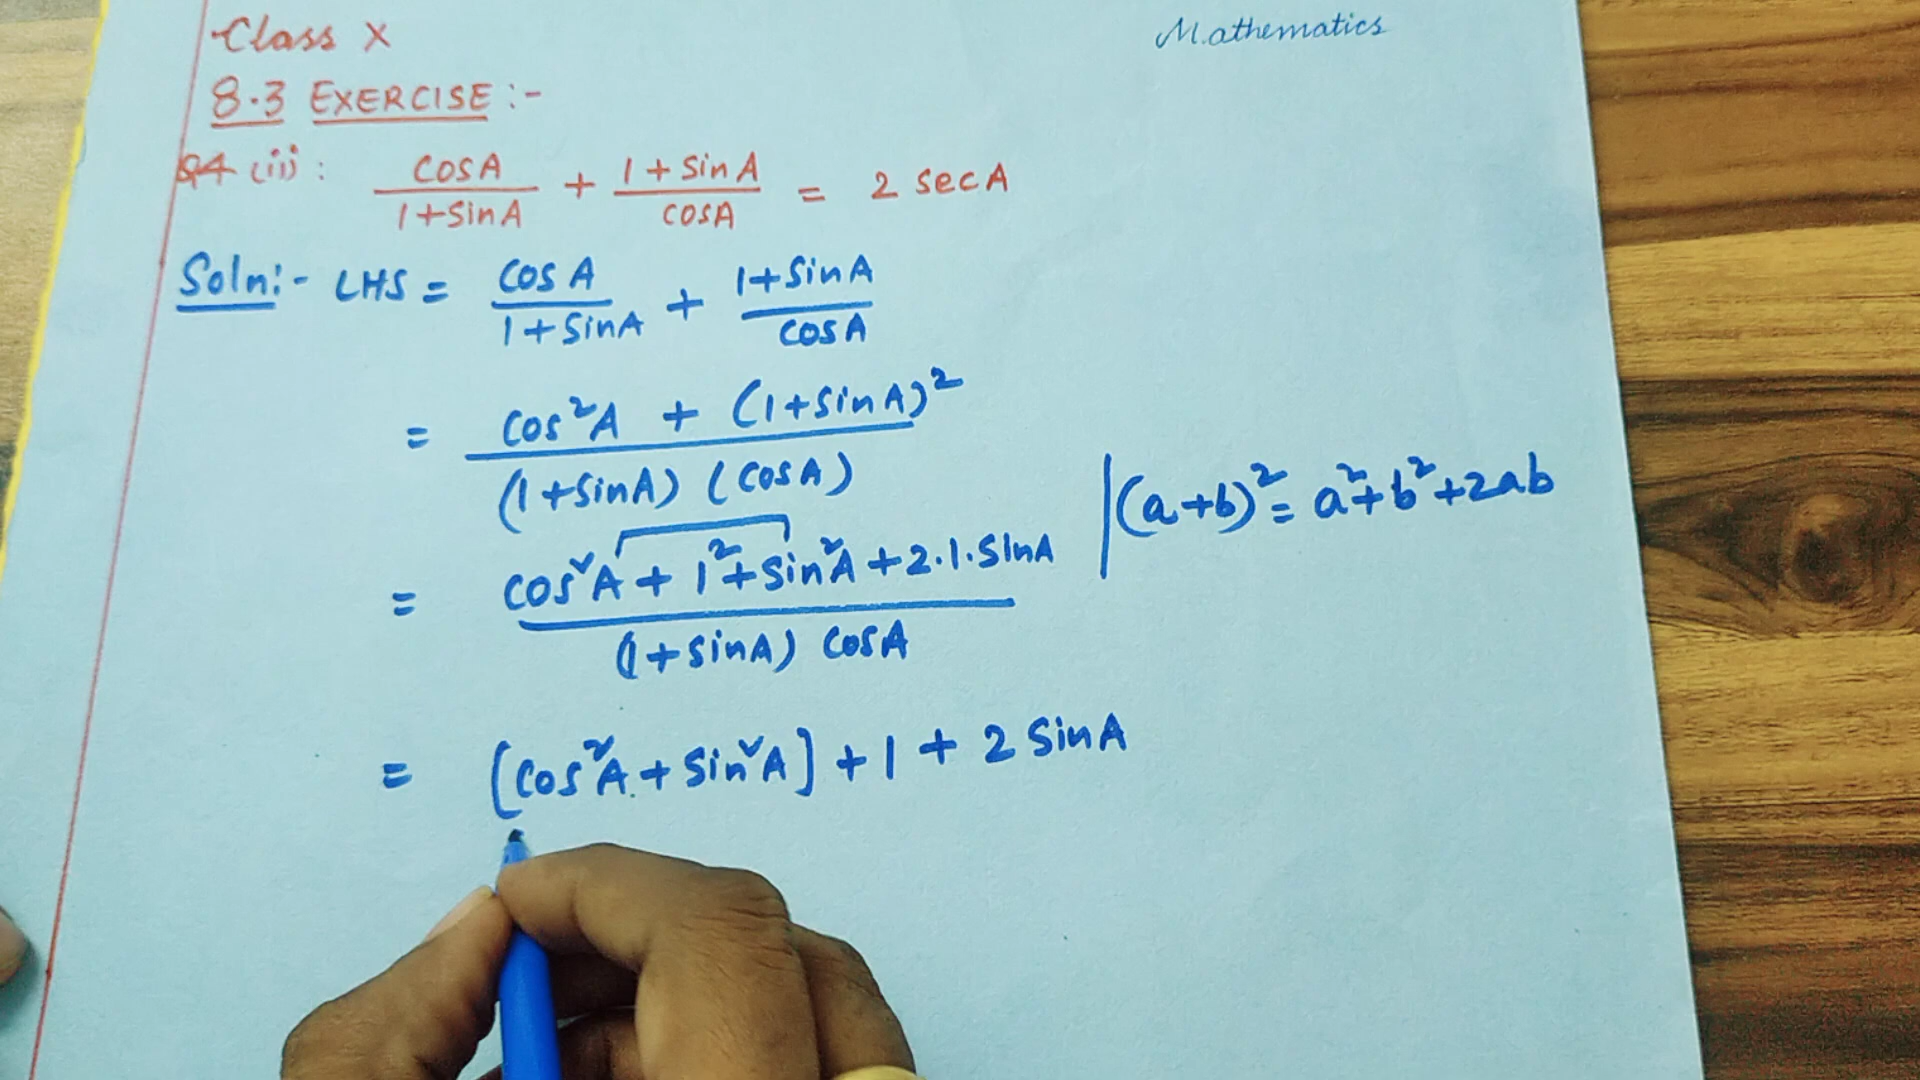 Class X
Mathematics
8.3 EXERCISE :-
Q4 (ii) : cosA/1+sinA + 1+sinA/cosA = 2 secA
Soln:- LHS = cosA/1+sinA + 1+sinA/cosA
= cos²A + (1+sinA)²/(1+sinA) (cosA)
(a+b)² = a²+b²+2ab
= cos²A + 1²+sin²A+2.1.sinA/(1+sinA) cosA
= [cos²A + sin²A] + 1 + 2 sinA